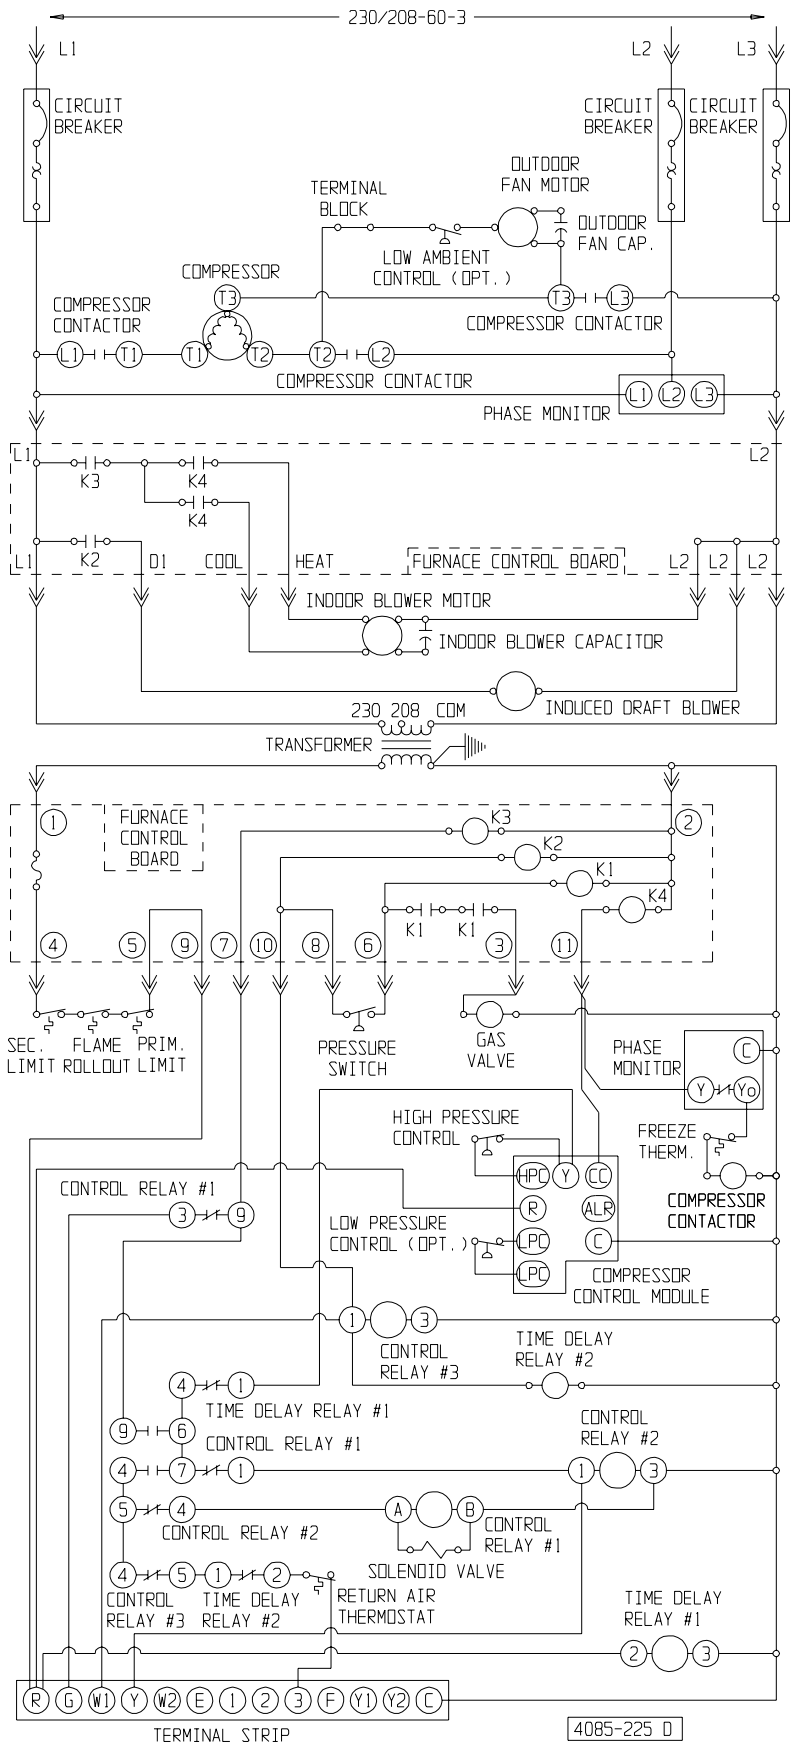 230/208-60-3
L1
L2
L3
CIRCUIT
BREAKER
CIRCUIT
BREAKER
CIRCUIT
BREAKER
OUTDOOR
FAN MOTOR
TERMINAL
BLOCK
OUTDOOR
FAN CAP.
LOW AMBIENT
CONTROL (OPT.)
COMPRESSOR
T3
T3
L3
COMPRESSOR
CONTACTOR
COMPRESSOR CONTACTOR
L1
T1
T1
T2
T2
L2
COMPRESSOR CONTACTOR
L1
L2
L3
PHASE MONITOR
L1
L2
K3
K4
K4
K2
L1
D1
COOL
HEAT
FURNACE CONTROL BOARD
L2
L2
L2
INDOOR BLOWER MOTOR
INDOOR BLOWER CAPACITOR
INDUCED DRAFT BLOWER
230 208 COM
TRANSFORMER
1
FURNACE
CONTROL
BOARD
K3
2
K2
K1
K4
K1
K1
4
5
9
7
10
8
6
3
11
SEC.
LIMIT
FLAME
ROLLOUT
PRIM.
LIMIT
PRESSURE
SWITCH
GAS
VALVE
PHASE
MONITOR
C
Y
Yo
HIGH PRESSURE
CONTROL
FREEZE
THERM.
HPC
Y
CC
COMPRESSOR
CONTACTOR
CONTROL RELAY #1
3
9
R
ALR
LOW PRESSURE
CONTROL (OPT.)
LPC
C
LPC
COMPRESSOR
CONTROL MODULE
1
3
CONTROL
RELAY #3
TIME DELAY
RELAY #2
4
1
TIME DELAY RELAY #1
9
6
CONTROL RELAY #1
CONTROL
RELAY #2
4
7
1
1
3
5
4
A
B
CONTROL RELAY #2
CONTROL
RELAY #1
SOLENOID VALVE
4
5
1
2
CONTROL
RELAY #3
TIME DELAY
RELAY #2
RETURN AIR
THERMOSTAT
TIME DELAY
RELAY #1
2
3
R
G
W1
Y
W2
E
1
2
3
F
Y1
Y2
C
TERMINAL STRIP
4085-225 D